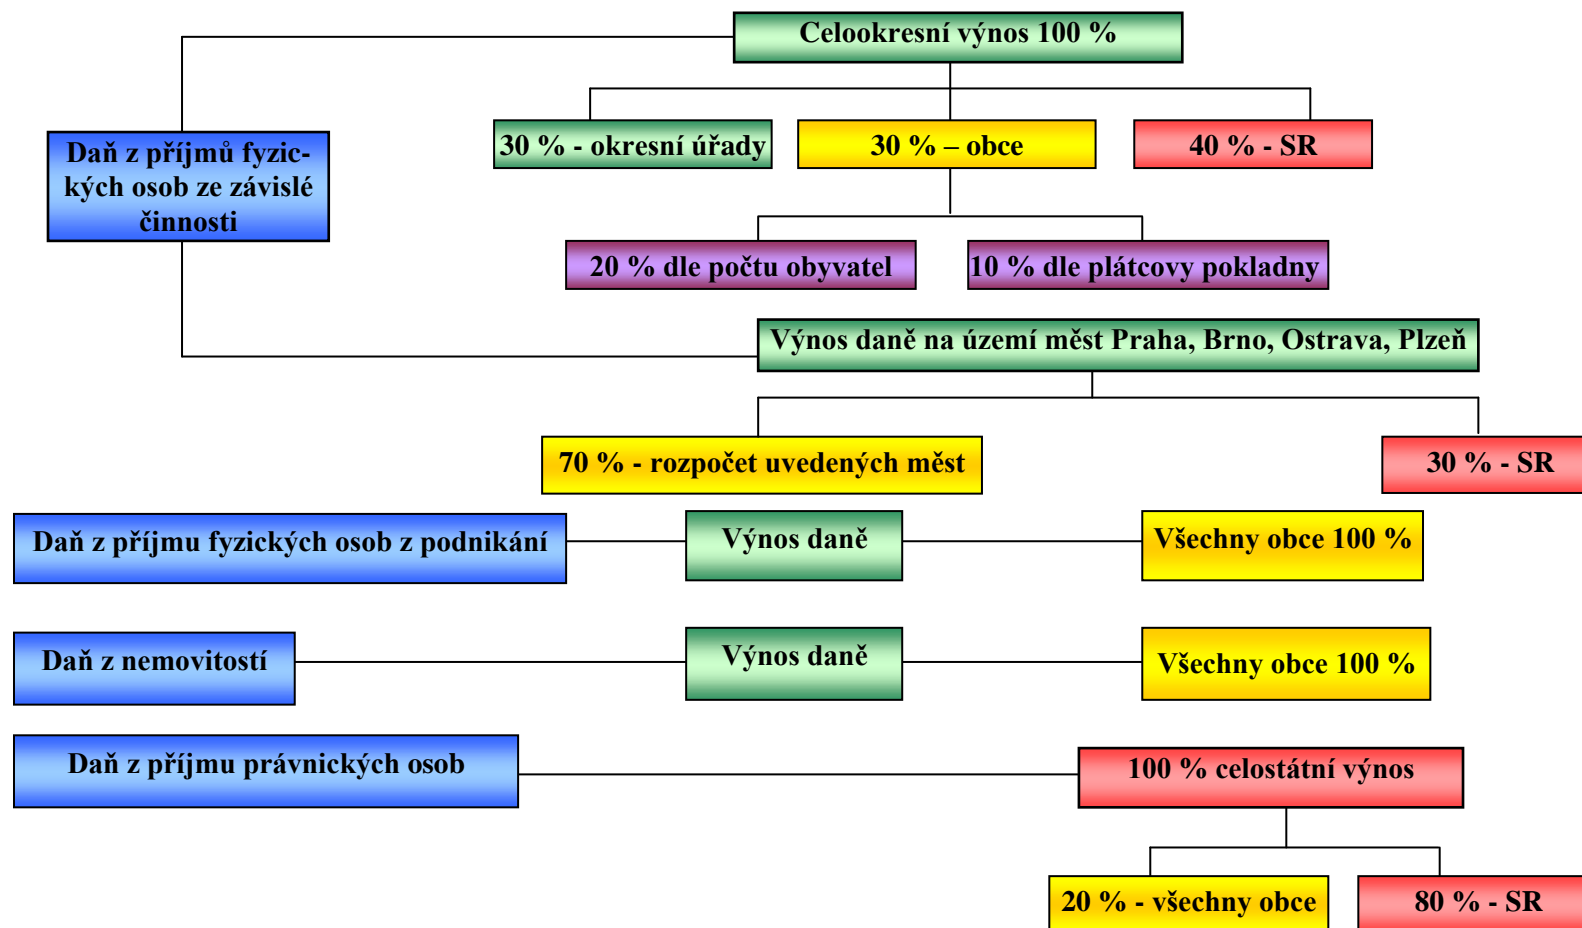 Celookresní výnos 100 %
30 % - okresní úřady
30 % – obce
40 % - SR
Daň z příjmů fyzic-
kých osob ze závislé
činnosti
20 % dle počtu obyvatel
10 % dle plátcovy pokladny
Výnos daně na území měst Praha, Brno, Ostrava, Plzeň
70 % - rozpočet uvedených měst
30 % - SR
Daň z příjmu fyzických osob z podnikání
Výnos daně
Všechny obce 100 %
Daň z nemovitostí
Výnos daně
Všechny obce 100 %
Daň z příjmu právnických osob
100 % celostátní výnos
20 % - všechny obce
80 % - SR